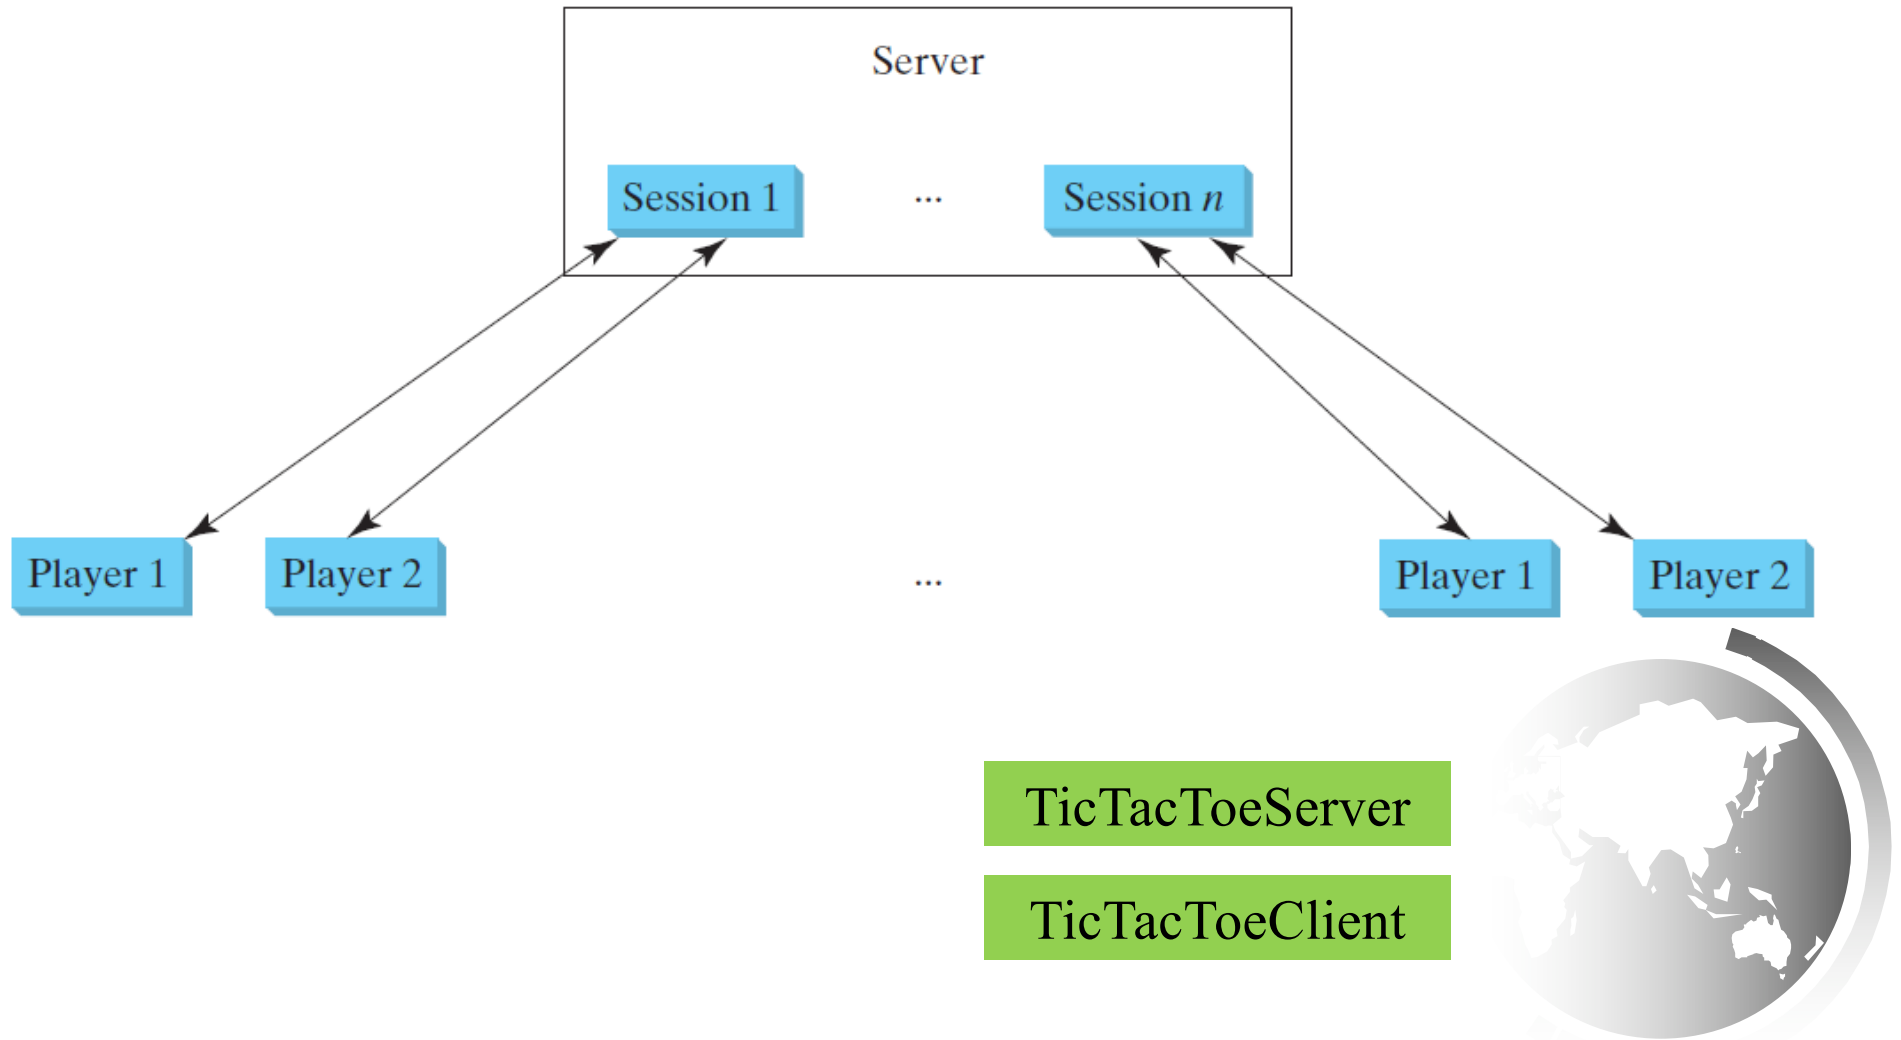 Server
Session 1 ... Session n
Player 1 Player 2 ... Player 1 Player 2
TicTacToeServer
TicTacToeClient